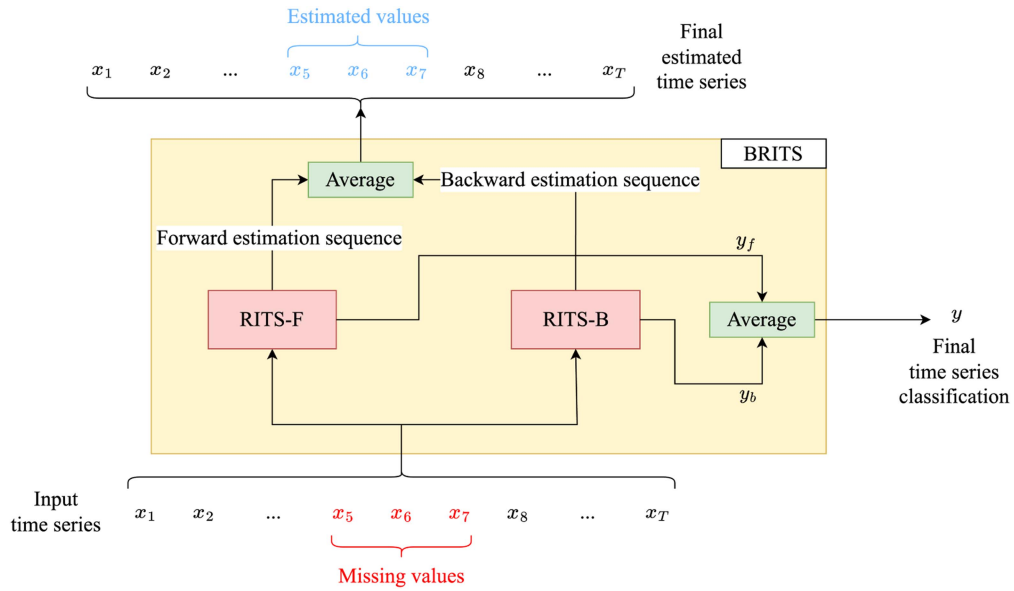 Estimated values
x1 x2 ... x5 x6 x7 x8 ... xT
Final
estimated
time series
BRITS
Average
Backward estimation sequence
Forward estimation sequence
yf
RITS-F
RITS-B
Average
y
Final
time series
classification
yb
Input
time series
x1 x2 ... x5 x6 x7 x8 ... xT
Missing values